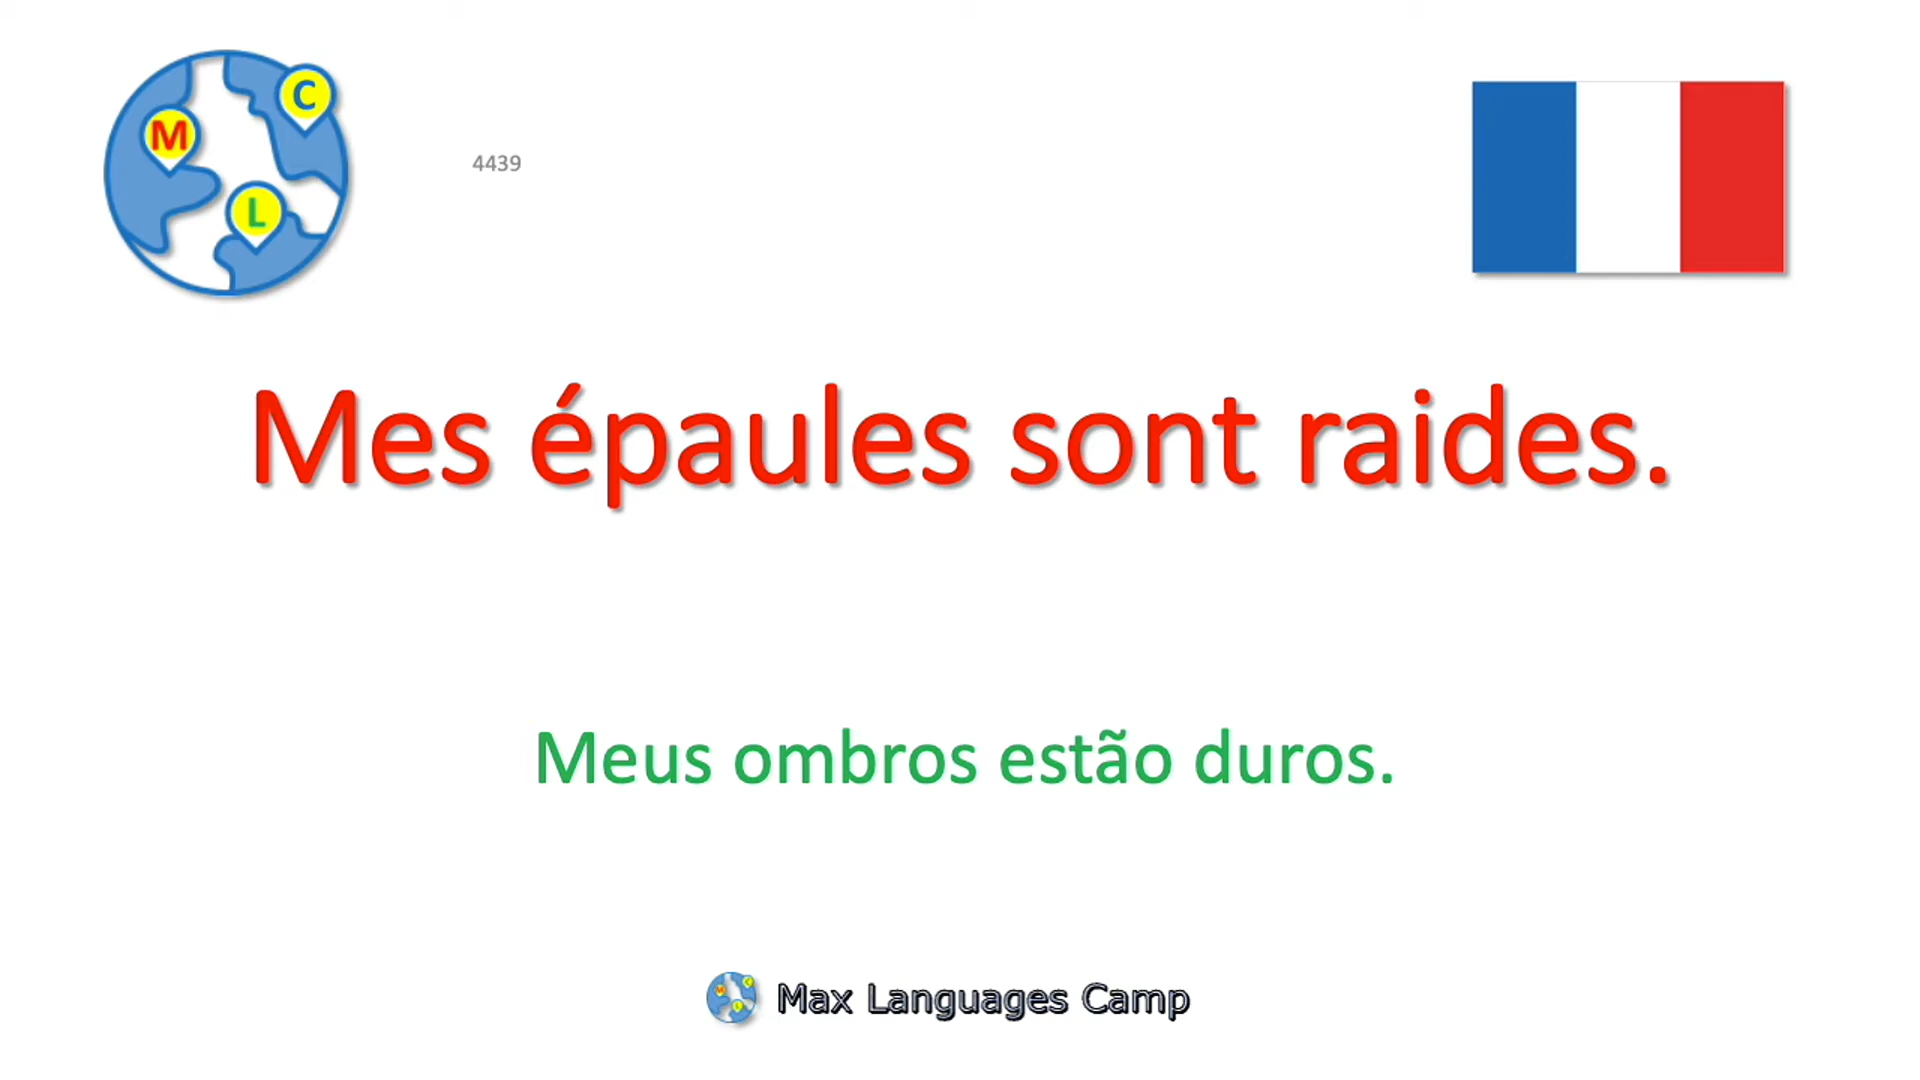 M
C
L
4439
Mes épaules sont raides.
Meus ombros estão duros.
Max Languages Camp